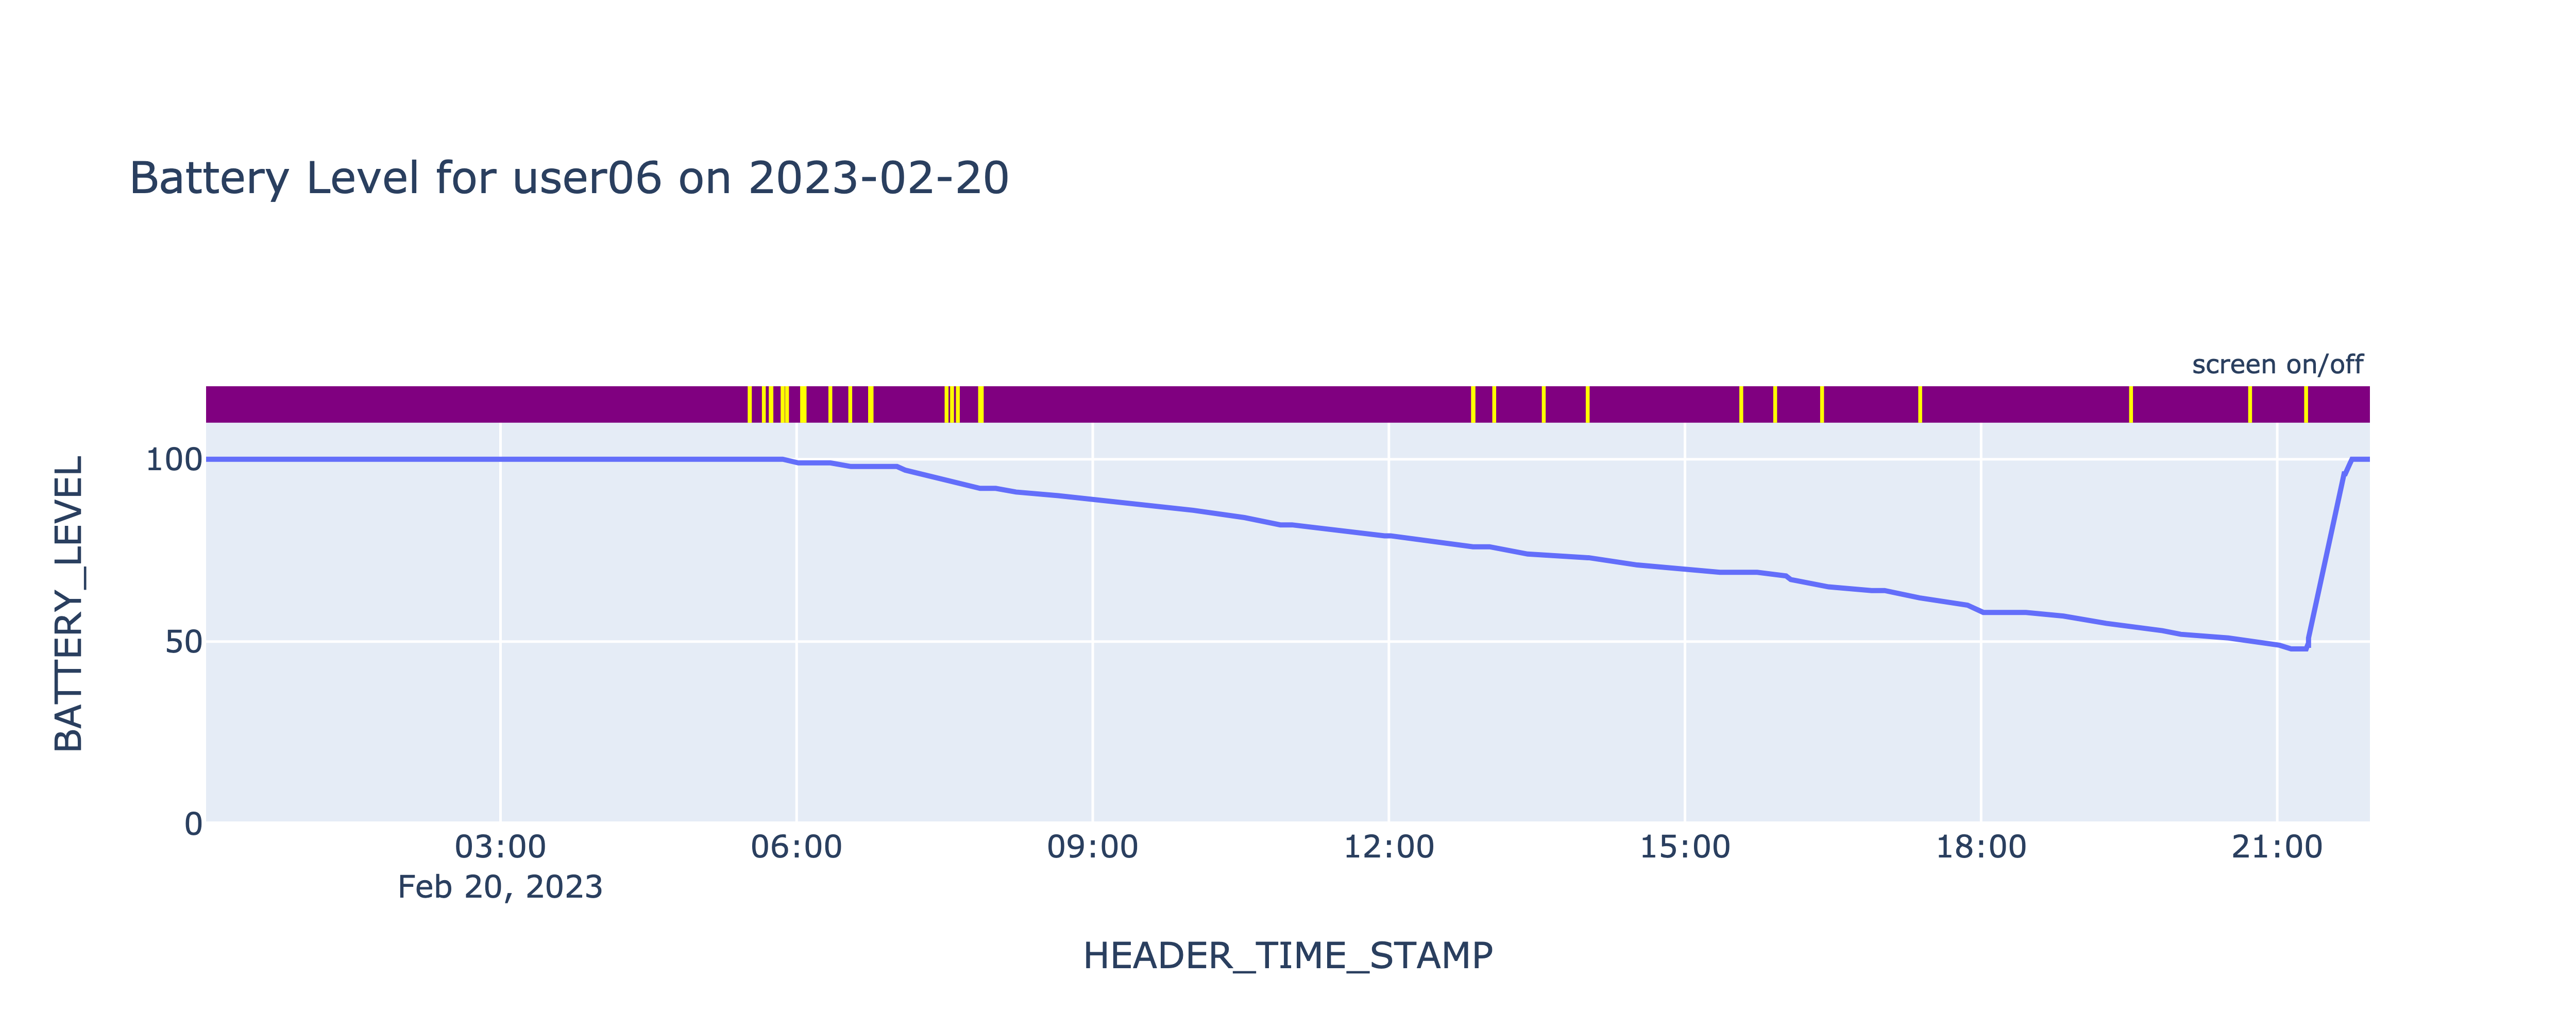 Battery Level for user06 on 2023-02-20
screen on/off
BATTERY_LEVEL
100
50
0
03:00 06:00 09:00 12:00 15:00 18:00 21:00
Feb 20, 2023
HEADER_TIME_STAMP